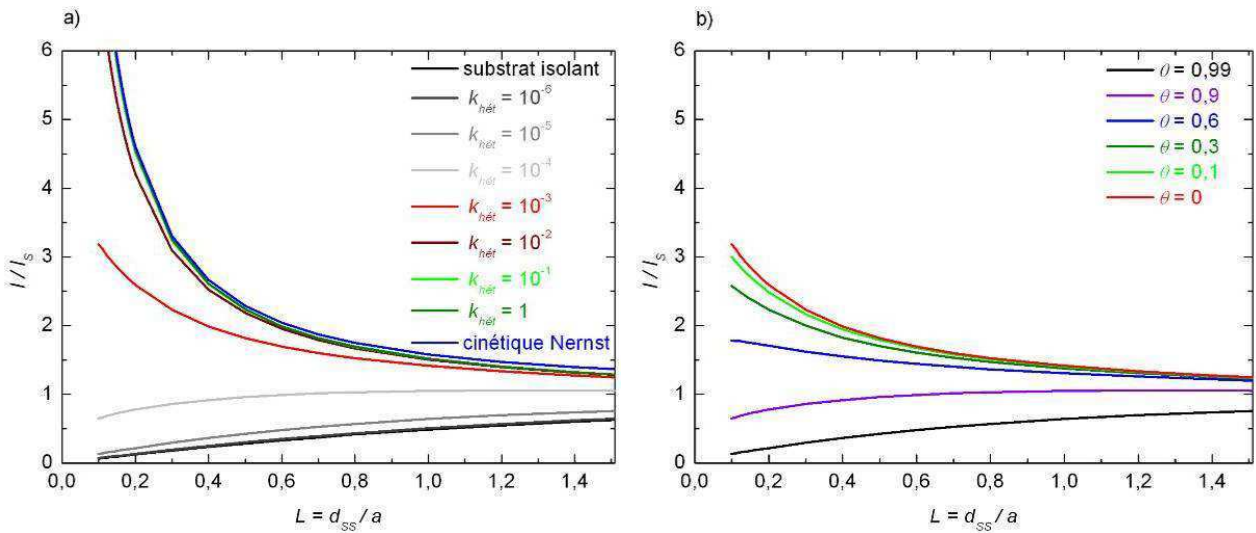 a)
6
5
4
3
2
1
0
I / I_S
0,0 0,2 0,4 0,6 0,8 1,0 1,2 1,4
L = d_SS / a
substrat isolant
k_hét = 10^-6
k_hét = 10^-5
k_hét = 10^-4
k_hét = 10^-3
k_hét = 10^-2
k_hét = 10^-1
k_hét = 1
cinétique Nernst
b)
6
5
4
3
2
1
0
I / I_S
0,0 0,2 0,4 0,6 0,8 1,0 1,2 1,4
L = d_SS / a
θ = 0,99
θ = 0,9
θ = 0,6
θ = 0,3
θ = 0,1
θ = 0